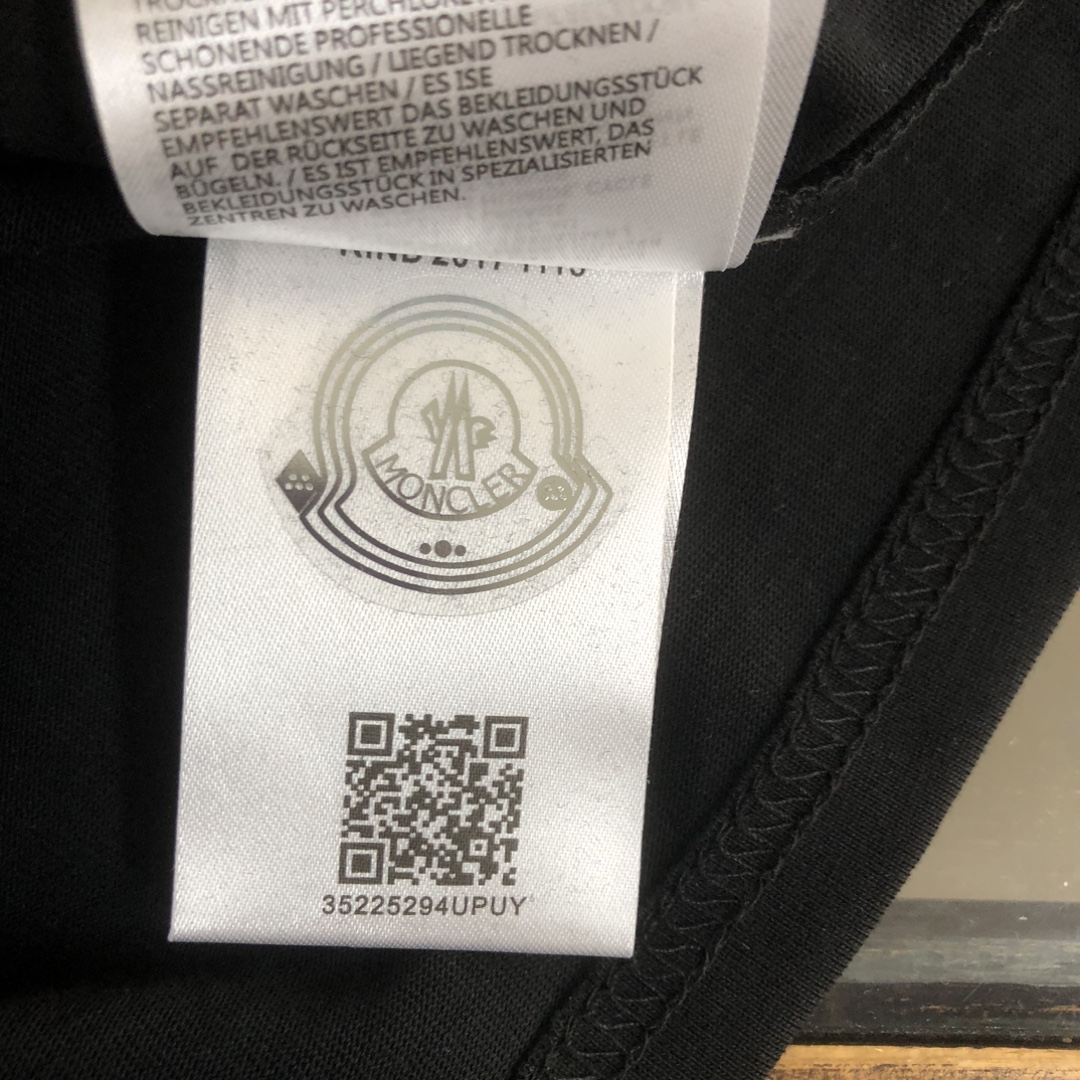 REINIGEN MIT
SCHONENDE PROFESSIONELLE
NASSREINIGUNG / LIEGEND TROCKNEN /
SEPARAT WASCHEN / ES ISE
EMPFEHLENSWERT DAS BEKLEIDUNGSSTÜCK
AUF DER RÜCKSEITE ZU WASCHEN UND
BÜGELN. / ES IST EMPFEHLENSWERT, DAS
BEKLEIDUNGSSTÜCK IN SPEZIALISIERTEN
ZENTREN ZU WASCHEN.
MONCLER
35225294UPUY